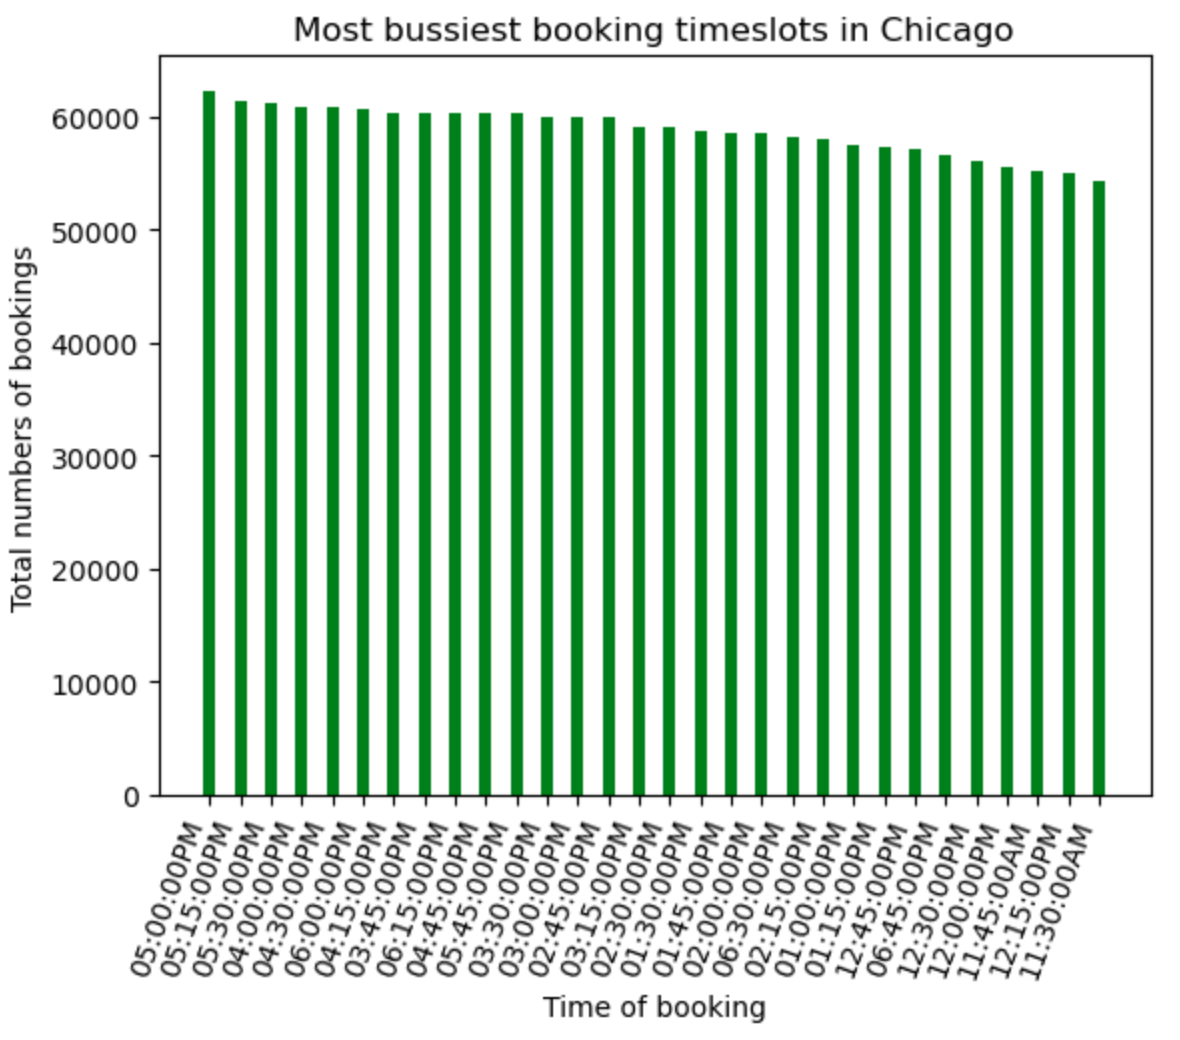 Most bussiest booking timeslots in Chicago
Total numbers of bookings
60000
50000
40000
30000
20000
10000
0
05:00:00PM
05:15:00PM
05:30:00PM
04:00:00PM
04:30:00PM
06:00:00PM
04:15:00PM
03:45:00PM
06:15:00PM
04:45:00PM
05:45:00PM
03:30:00PM
03:00:00PM
02:45:00PM
03:15:00PM
02:30:00PM
01:30:00PM
01:45:00PM
02:00:00PM
06:30:00PM
02:15:00PM
01:00:00PM
01:15:00PM
12:45:00PM
06:45:00PM
12:30:00PM
12:00:00PM
11:45:00AM
12:15:00PM
11:30:00AM
Time of booking